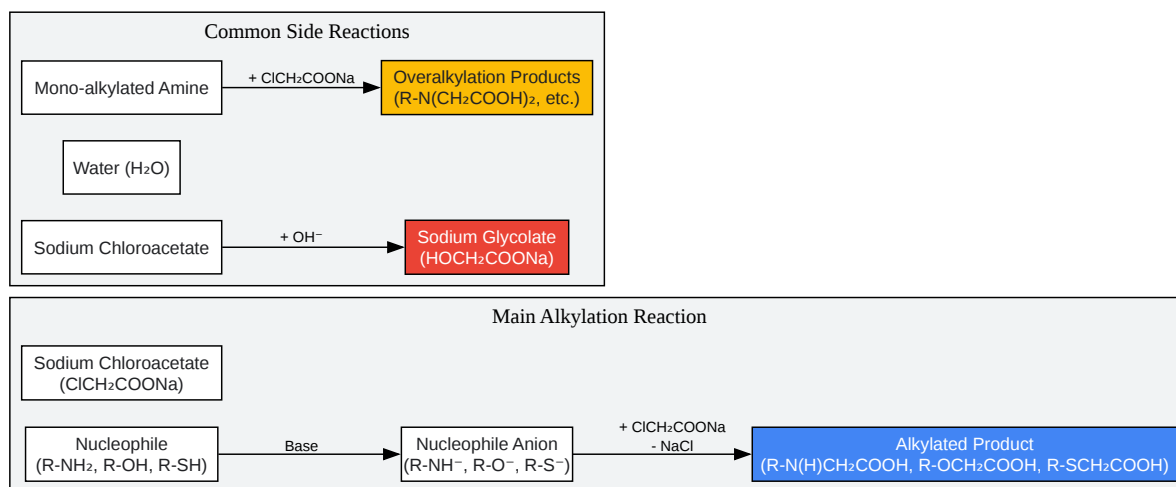 Common Side Reactions
Mono-alkylated Amine
+ ClCH₂COONa
Overalkylation Products
(R-N(CH₂COOH)₂, etc.)
Water (H₂O)
Sodium Chloroacetate
+ OH⁻
Sodium Glycolate
(HOCH₂COONa)
Main Alkylation Reaction
Sodium Chloroacetate
(ClCH₂COONa)
Nucleophile
(R-NH₂, R-OH, R-SH)
Base
Nucleophile Anion
(R-NH⁻, R-O⁻, R-S⁻)
+ ClCH₂COONa
- NaCl
Alkylated Product
(R-N(H)CH₂COOH, R-OCH₂COOH, R-SCH₂COOH)